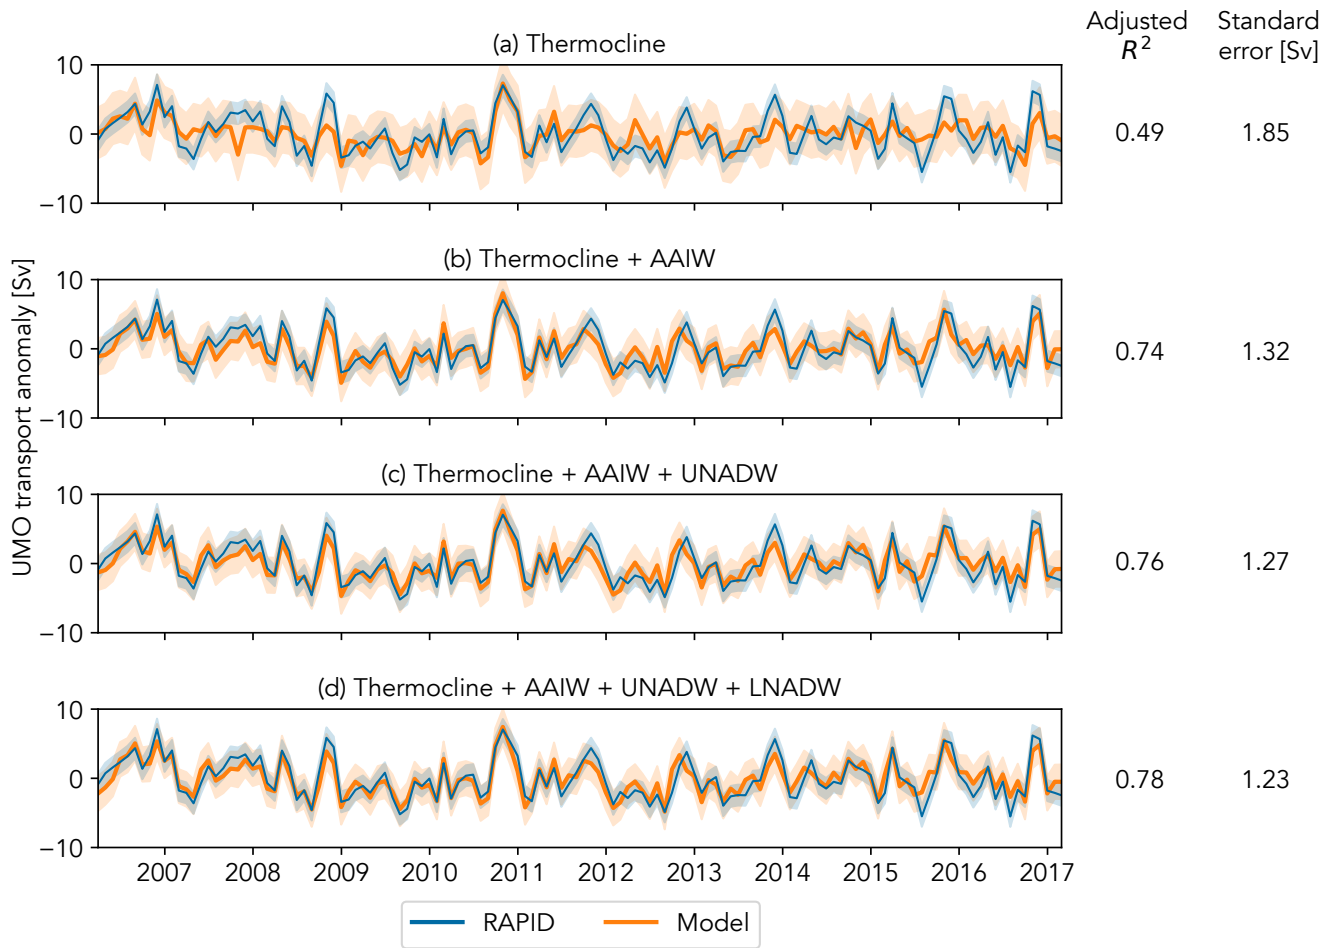 Adjusted R² Standard error [Sv]
(a) Thermocline
10
0
−10
0.49 1.85
(b) Thermocline + AAIW
10
0
−10
0.74 1.32
UMO transport anomaly [Sv]
(c) Thermocline + AAIW + UNADW
10
0
−10
0.76 1.27
(d) Thermocline + AAIW + UNADW + LNADW
10
0
−10
0.78 1.23
2007 2008 2009 2010 2011 2012 2013 2014 2015 2016 2017
RAPID Model